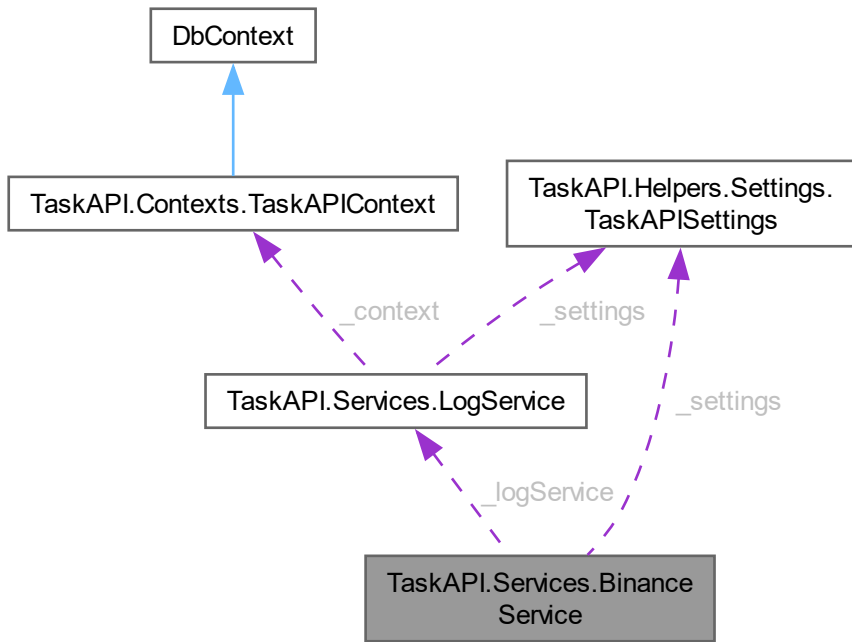 DbContext
TaskAPI.Contexts.TaskAPIContext
TaskAPI.Helpers.Settings.
TaskAPISettings
_context
_settings
TaskAPI.Services.LogService
_settings
_logService
TaskAPI.Services.Binance
Service